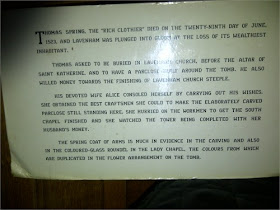 THOMAS SPRING, THE "RICH CLOTHIER" DIED ON THE TWENTY-NINTH DAY OF JUNE,
1523, AND LAVENHAM WAS PLUNGED INTO GLOOM BY THE LOSS OF ITS WEALTHIEST
INHABITANT.
THOMAS ASKED TO BE BURIED IN LAVENHAM CHURCH, BEFORE THE ALTAR OF
SAINT KATHERINE, AND TO HAVE A PARCLOSE BUILT AROUND THE TOMB. HE ALSO
WILLED MONEY TOWARDS THE FINISHING OF LAVENHAM CHURCH STEEPLE.
HIS DEVOTED WIFE ALICE CONSOLED HERSELF BY CARRYING OUT HIS WISHES.
SHE OBTAINED THE BEST CRAFTSMEN SHE COULD TO MAKE THE ELABORATELY CARVED
PARCLOSE STILL STANDING HERE, SHE HURRIED ON THE WORKMEN TO GET THE SOUTH
CHAPEL FINISHED AND SHE WATCHED THE TOWER BEING COMPLETED WITH HER
HUSBAND'S MONEY.
THE SPRING COAT OF ARMS IS MUCH IN EVIDENCE IN THE CARVING AND ALSO
IN THE COLOURED GLASS ROUNDELS IN THE LADY CHAPEL, THE COLOURS FROM WHICH
ARE DUPLICATED IN THE FLOWER ARRANGEMENT ON THE TOMB.